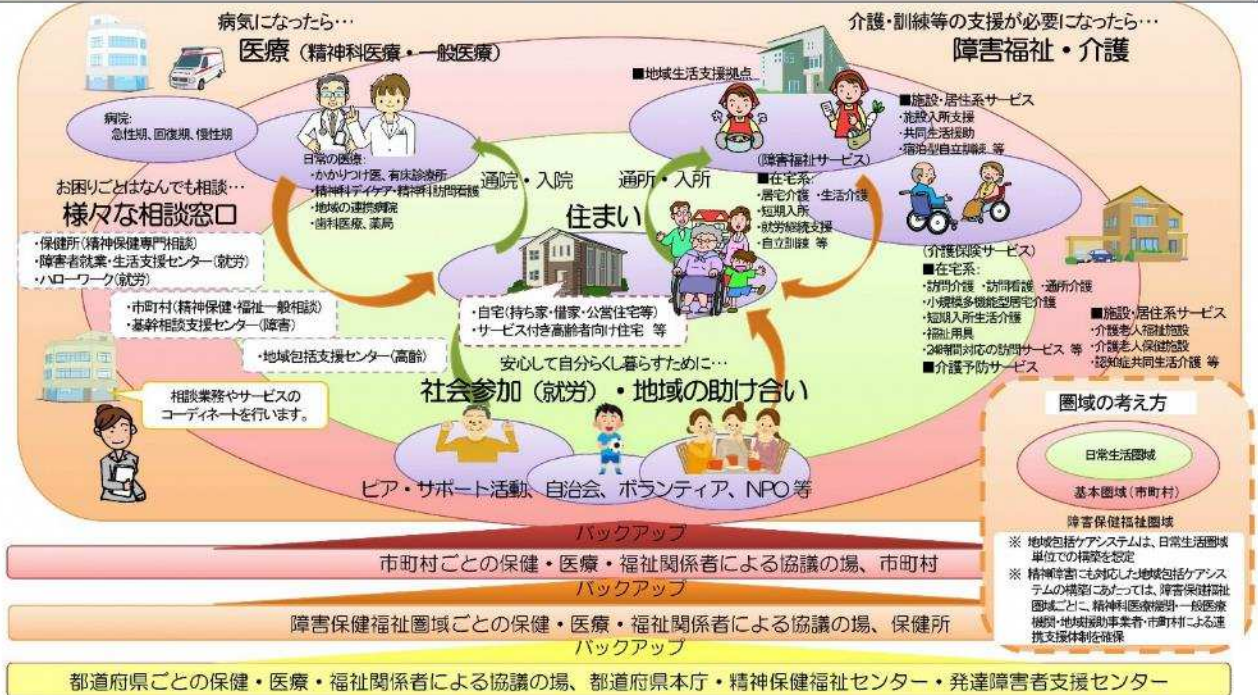 病気になったら…
医療（精神科医療・一般医療）
病院:
急性期、回復期、慢性期
日常の医療:
・かかりつけ医、有床診療所
・精神科デイケア・精神科訪問看護
・地域の連携病院
・歯科医療、薬局
介護・訓練等の支援が必要になったら…
障害福祉・介護
■地域生活支援拠点
■施設・居住系サービス
・施設入所支援
・共同生活援助
・宿泊型自立訓練 等
(障害福祉サービス)
■在宅系:
・居宅介護 ・生活介護
・短期入所
・就労継続支援
・自立訓練 等
(介護保険サービス)
■在宅系:
・訪問介護 ・訪問看護 ・通所介護
・小規模多機能型居宅介護
・短期入所生活介護
・福祉用具
・24時間対応の訪問サービス 等
■介護予防サービス
■施設・居住系サービス
・介護老人福祉施設
・介護老人保健施設
・認知症共同生活介護 等
通院・入院
通所・入所
住まい
・自宅(持ち家・借家・公営住宅等)
・サービス付き高齢者向け住宅 等
お困りごとはなんでも相談…
様々な相談窓口
・保健所(精神保健専門相談)
・障害者就業・生活支援センター(就労)
・ハローワーク(就労)
・市町村(精神保健・福祉一般相談)
・基幹相談支援センター(障害)
・地域包括支援センター(高齢)
相談業務やサービスの
コーディネートを行います。
安心して自分らしく暮らすために…
社会参加（就労）・地域の助け合い
ピア・サポート活動、自治会、ボランティア、NPO 等
圏域の考え方
日常生活圏域
基本圏域(市町村)
障害保健福祉圏域
※ 地域包括ケアシステムは、日常生活圏域
単位での構築を想定
※ 精神障害にも対応した地域包括ケアシス
テムの構築にあたっては、障害保健福祉
圏域ごとに、精神科医療機関・一般医療
機関・地域援助事業者・市町村による連
携支援体制を確保
バックアップ
市町村ごとの保健・医療・福祉関係者による協議の場、市町村
バックアップ
障害保健福祉圏域ごとの保健・医療・福祉関係者による協議の場、保健所
バックアップ
都道府県ごとの保健・医療・福祉関係者による協議の場、都道府県本庁・精神保健福祉センター・発達障害者支援センター